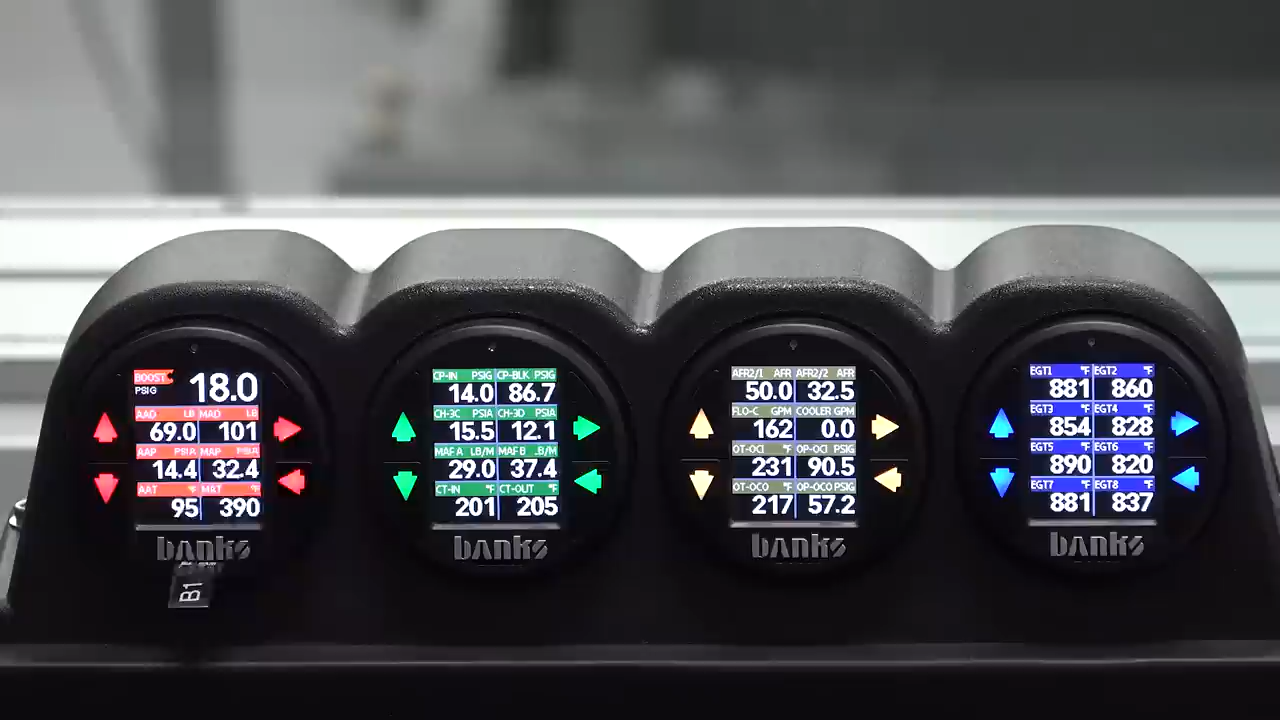 BOOST
PSIG 18.0
AAD LB MAD LB
69.0 101
AAP PSIA MAP PSIA
14.4 32.4
AAT °F MAT °F
95 390
banks
B1
CP-IN PSIG CP-BLK PSIG
14.0 86.7
CH-3C PSIA CH-3D PSIA
15.5 12.1
MAF A LB/M MAF B LB/M
29.0 37.4
CT-IN °F CT-OUT °F
201 205
banks
AFR2/1 AFR AFR2/2 AFR
50.0 32.5
FLO-C GPM COOLER GPM
162 0.0
OT-OCI °F OP-OCI PSIG
231 90.5
OT-OCO °F OP-OCO PSIG
217 57.2
banks
EGT1 °F EGT2 °F
881 860
EGT3 °F EGT4 °F
854 828
EGT5 °F EGT6 °F
890 820
EGT7 °F EGT8 °F
881 837
banks